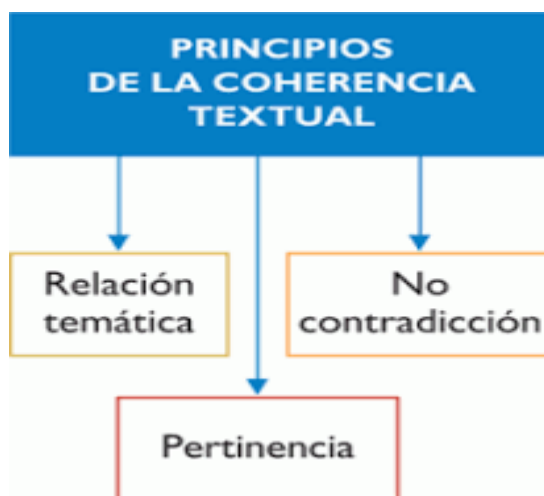 PRINCIPIOS
DE LA COHERENCIA
TEXTUAL
Relación
temática
No
contradicción
Pertinencia